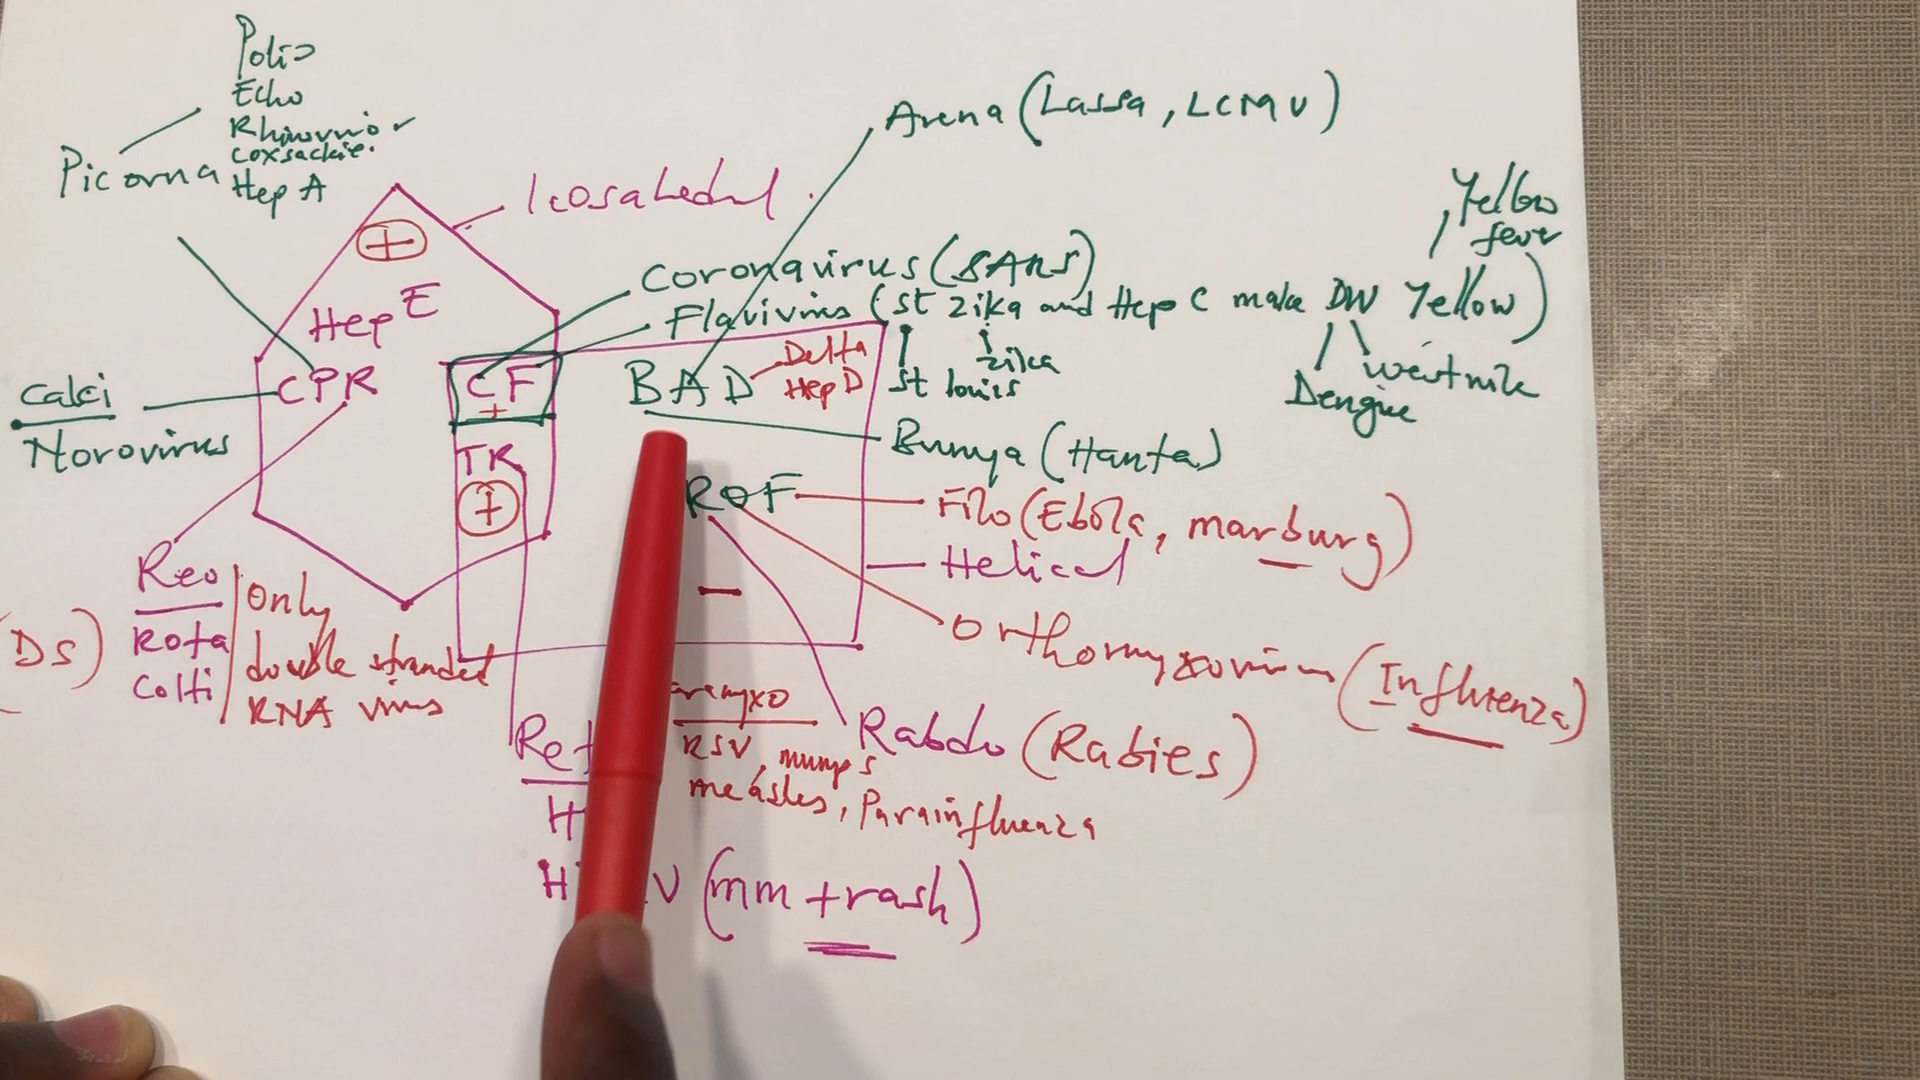 Polio
Echo
Rhinovirus
Coxsackie.
Hep A
Picorna
Arena (Lassa, LCMV)
Icosahedral
Yellow
fever
+
Hep E
Coronavirus (SARS)
Flavivirus (St Zika and Hep C make DW Yellow)
CPR
CF
+
BAD
Delta
Hep D
St Louis
Zika
Dengue
westnile
Calci
Norovirus
TR
+
Bunya (Hanta)
ROF
Filo (Ebola, marburg)
Helical
(DS)
Reo
Rota
Colti
Only
double stranded
RNA virus
-
Orthomyxovirus (Influenza)
Rabdo (Rabies)
RSV, mumps
measles, Parainfluenza
(mm + rash)